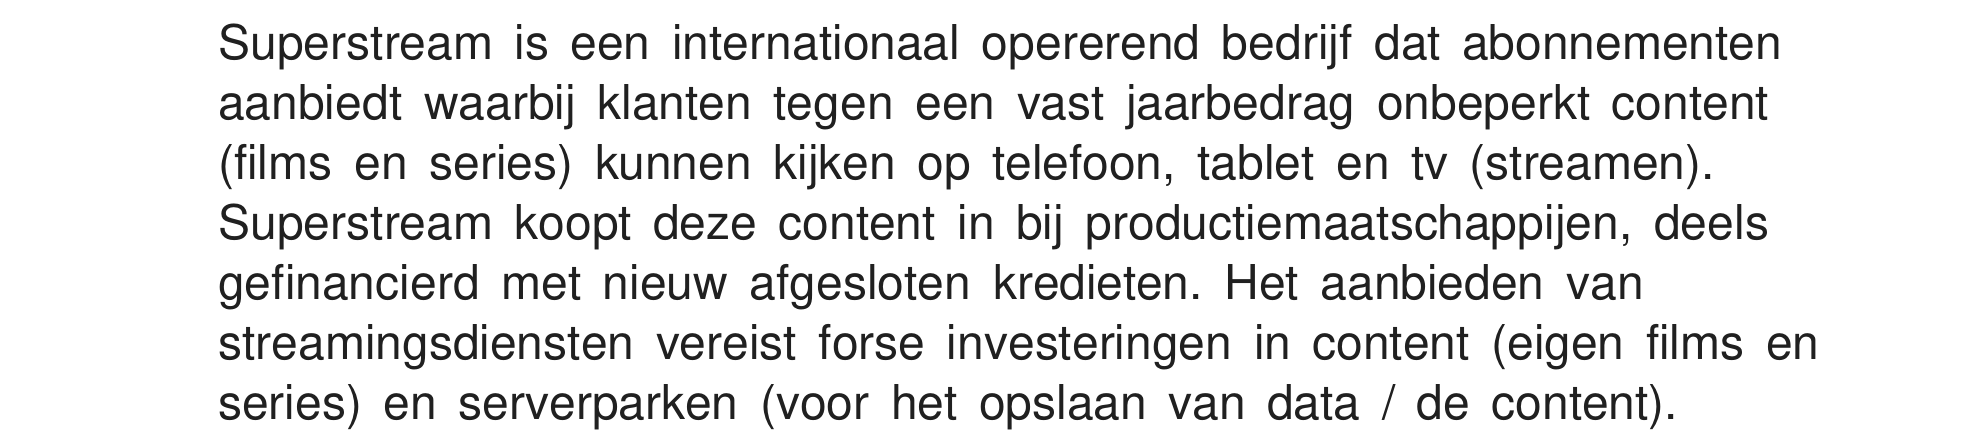 Superstream is een internationaal opererend bedrijf dat abonnementen
aanbiedt waarbij klanten tegen een vast jaarbedrag onbeperkt content
(films en series) kunnen kijken op telefoon, tablet en tv (streamen).
Superstream koopt deze content in bij productiemaatschappijen, deels
gefinancierd met nieuw afgesloten kredieten. Het aanbieden van
streamingsdiensten vereist forse investeringen in content (eigen films en
series) en serverparken (voor het opslaan van data / de content).